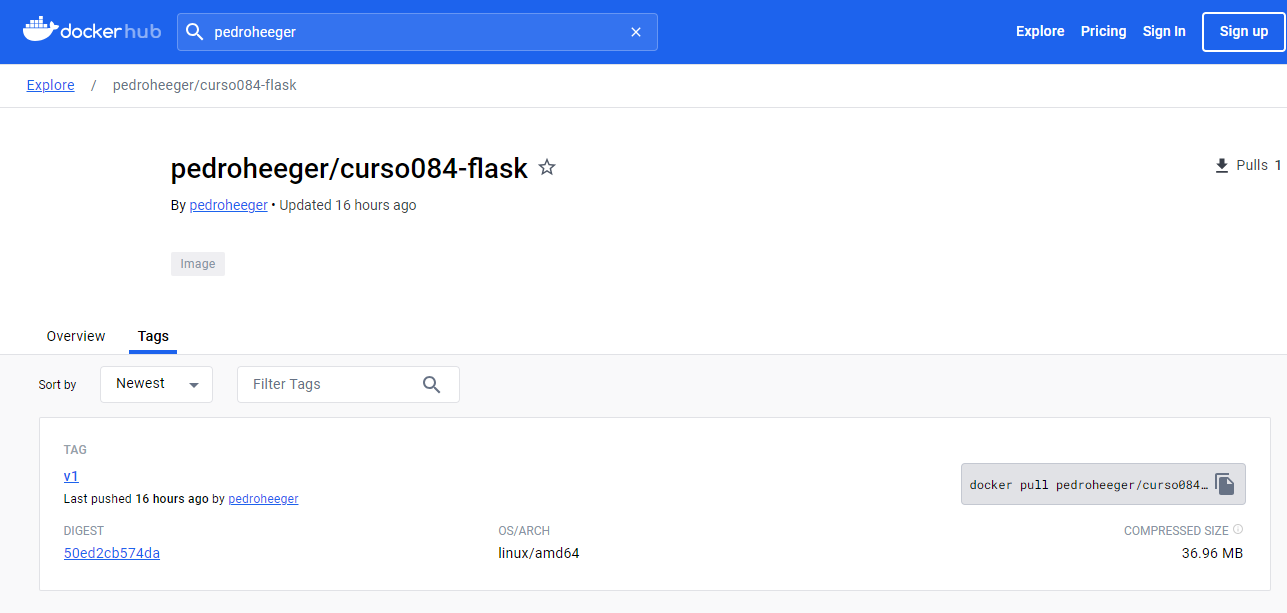 docker hub
pedroheeger
Explore Pricing Sign In Sign up
Explore / pedroheeger/curso084-flask
pedroheeger/curso084-flask
Pulls 1
By pedroheeger • Updated 16 hours ago
Image
Overview Tags
Sort by Newest Filter Tags
TAG
v1
docker pull pedroheeger/curso084…
Last pushed 16 hours ago by pedroheeger
DIGEST OS/ARCH COMPRESSED SIZE
50ed2cb574da linux/amd64 36.96 MB